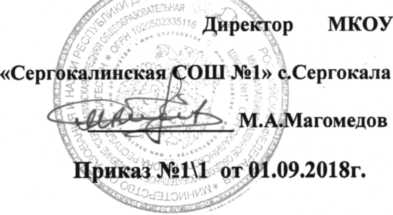 Директор МКОУ
«Сергокалинская СОШ №1» с.Сергокала
М.А.Магомедов
Приказ №1\1 от 01.09.2018г.